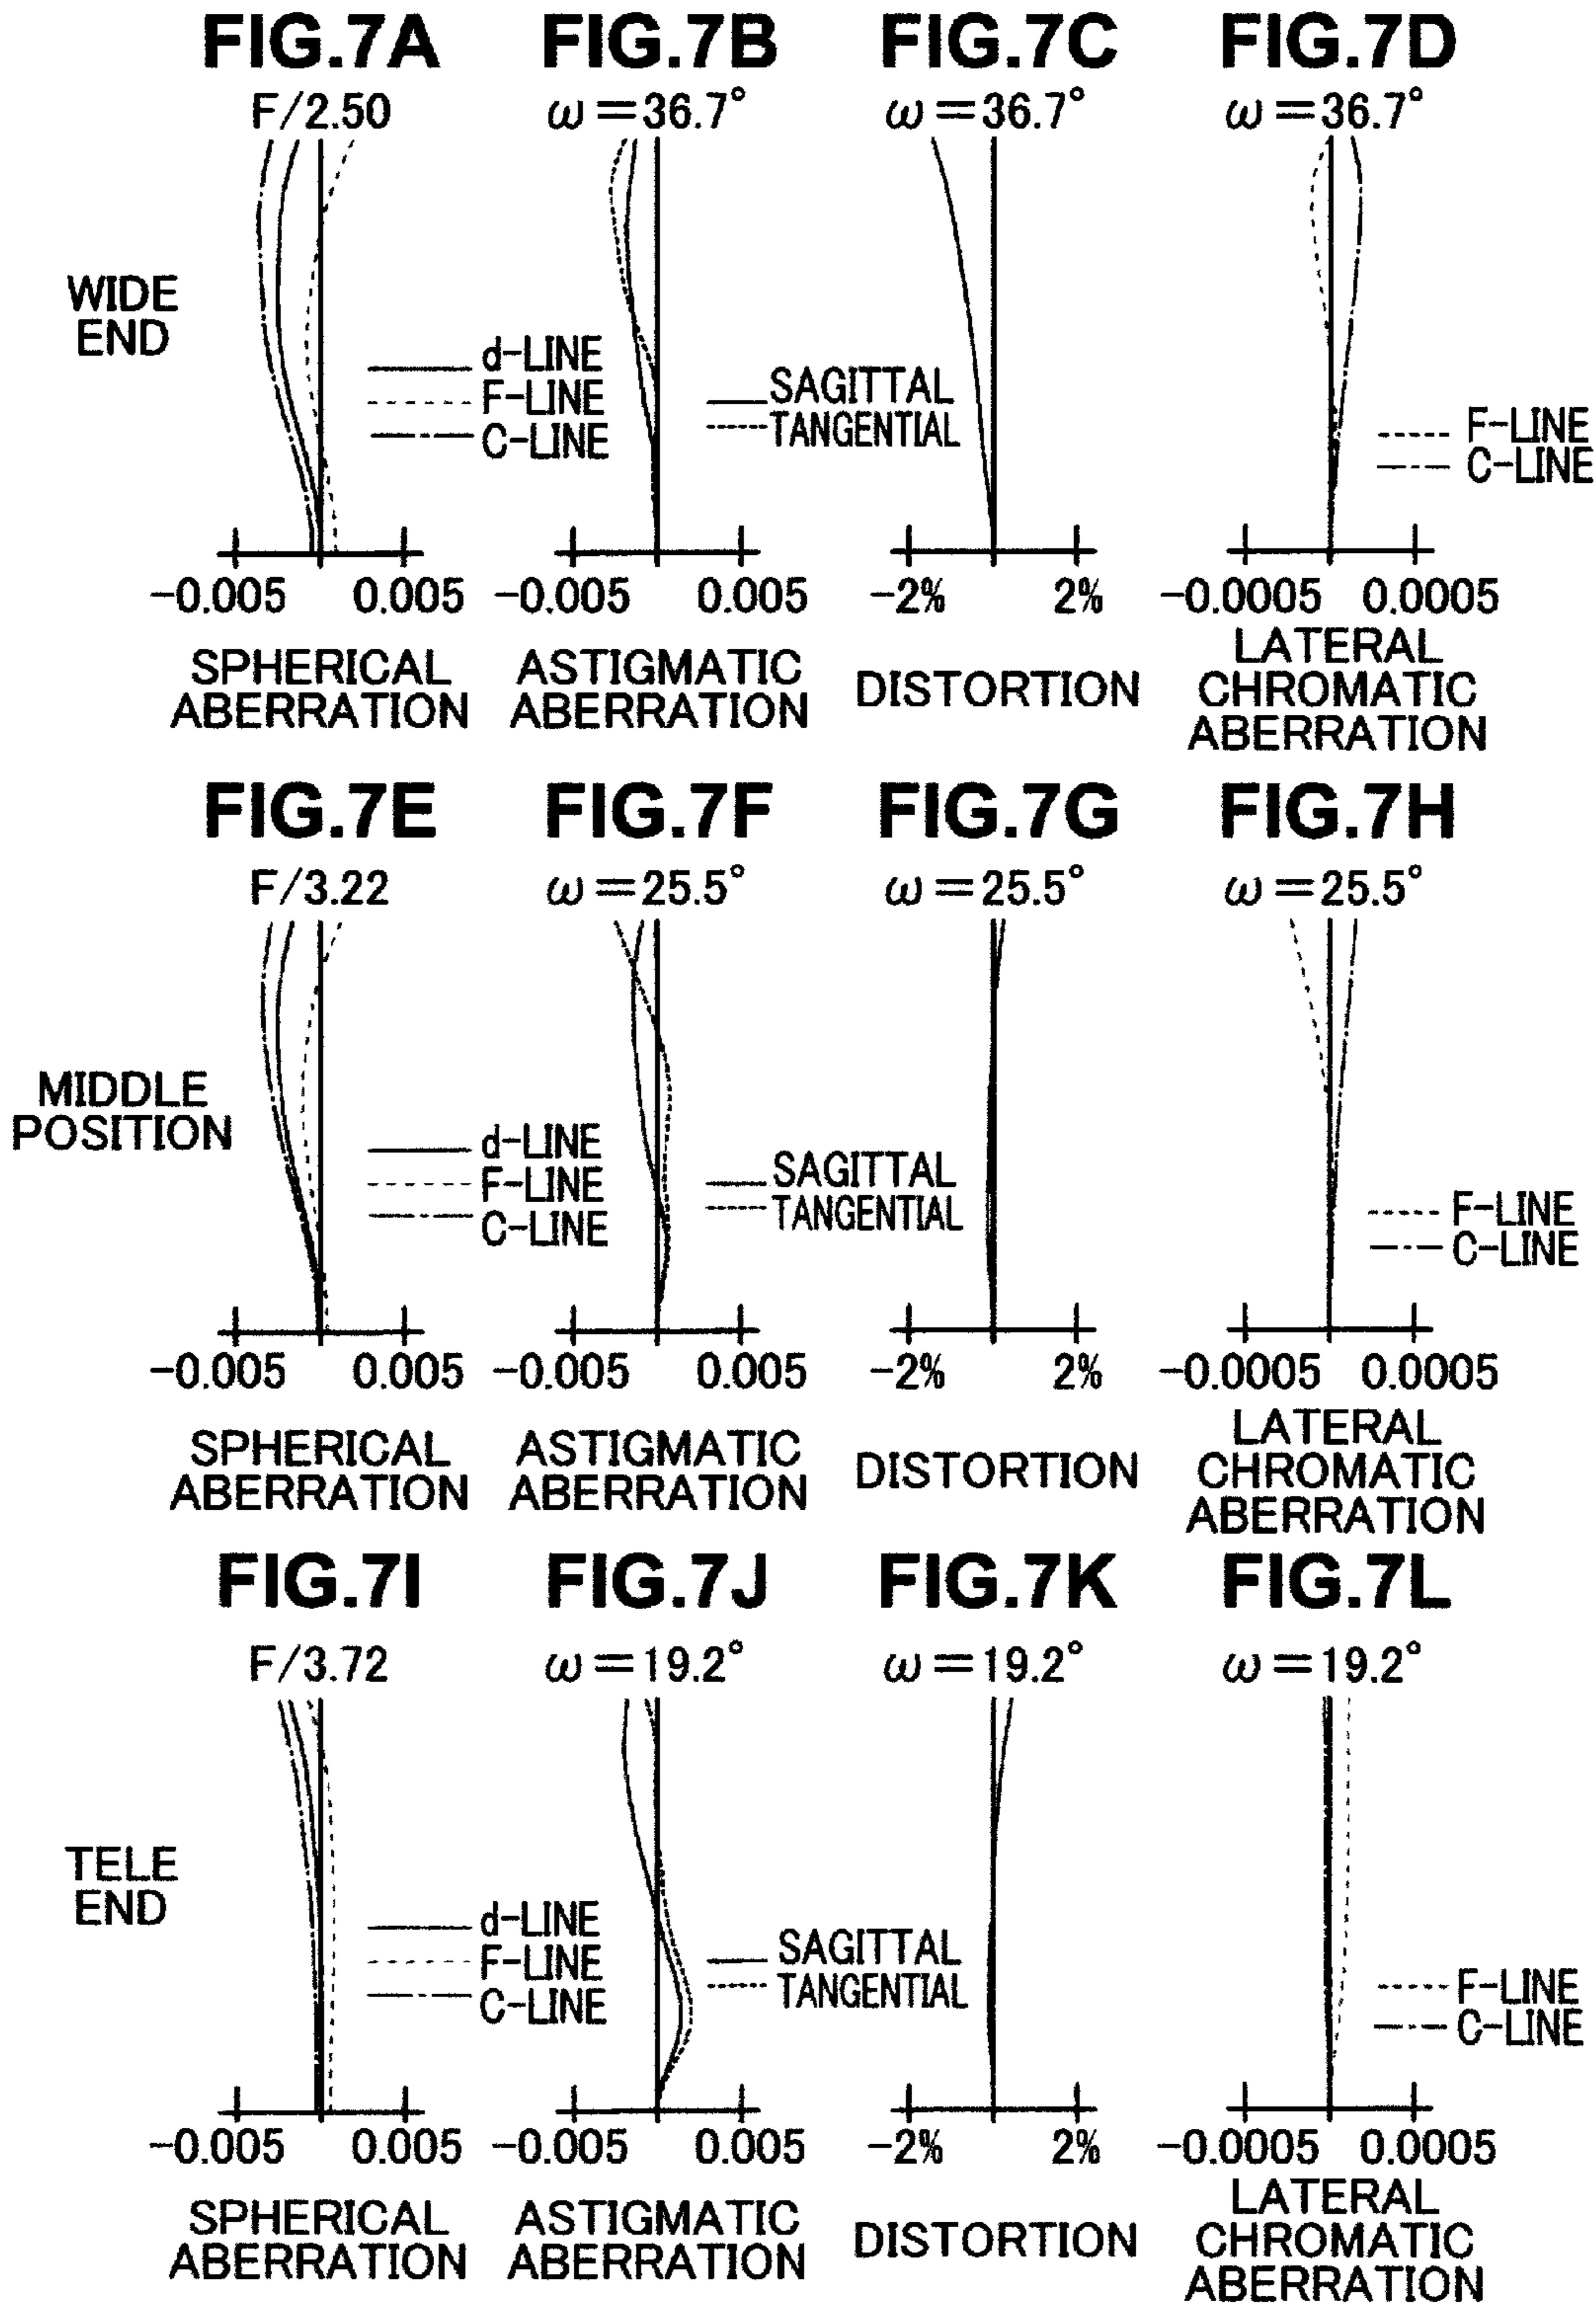 FIG.7A FIG.7B FIG.7C FIG.7D
F/2.50 ω=36.7° ω=36.7° ω=36.7°
WIDE
END
d-LINE
F-LINE
C-LINE
SAGITTAL
TANGENTIAL
F-LINE
C-LINE
-0.005 0.005 -0.005 0.005 -2% 2% -0.0005 0.0005
SPHERICAL
ABERRATION
ASTIGMATIC
ABERRATION
DISTORTION
LATERAL
CHROMATIC
ABERRATION
FIG.7E FIG.7F FIG.7G FIG.7H
F/3.22 ω=25.5° ω=25.5° ω=25.5°
MIDDLE
POSITION
d-LINE
F-LINE
C-LINE
SAGITTAL
TANGENTIAL
F-LINE
C-LINE
-0.005 0.005 -0.005 0.005 -2% 2% -0.0005 0.0005
SPHERICAL
ABERRATION
ASTIGMATIC
ABERRATION
DISTORTION
LATERAL
CHROMATIC
ABERRATION
FIG.7I FIG.7J FIG.7K FIG.7L
F/3.72 ω=19.2° ω=19.2° ω=19.2°
TELE
END
d-LINE
F-LINE
C-LINE
SAGITTAL
TANGENTIAL
F-LINE
C-LINE
-0.005 0.005 -0.005 0.005 -2% 2% -0.0005 0.0005
SPHERICAL
ABERRATION
ASTIGMATIC
ABERRATION
DISTORTION
LATERAL
CHROMATIC
ABERRATION